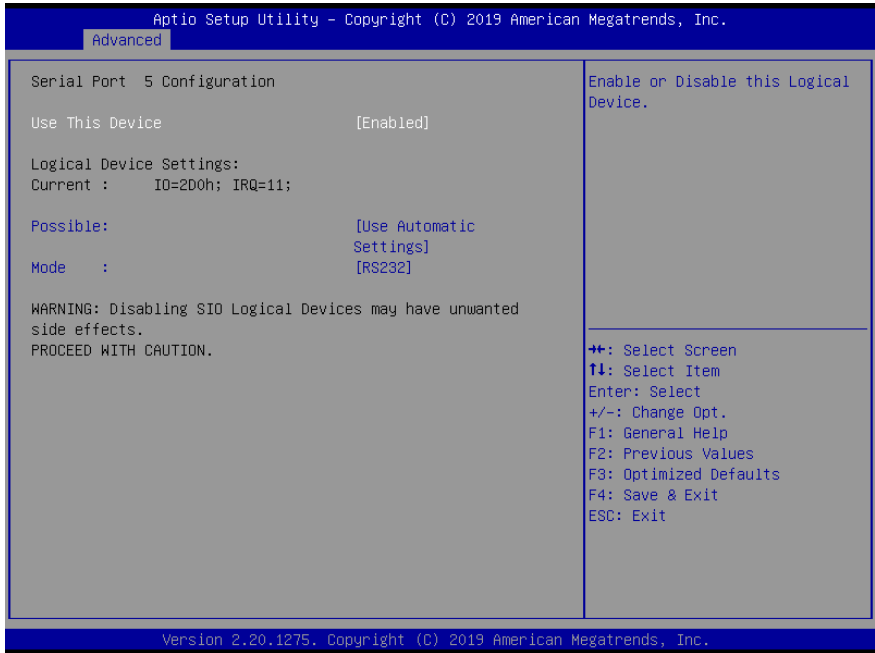 Aptio Setup Utility – Copyright (C) 2019 American Megatrends, Inc.
Advanced
Serial Port  5 Configuration
Use This Device [Enabled]
Logical Device Settings:
Current : IO=2D0h; IRQ=11;
Possible: [Use Automatic
Settings]
Mode : [RS232]
WARNING: Disabling SIO Logical Devices may have unwanted
side effects.
PROCEED WITH CAUTION.
Enable or Disable this Logical
Device.
→←: Select Screen
↑↓: Select Item
Enter: Select
+/-: Change Opt.
F1: General Help
F2: Previous Values
F3: Optimized Defaults
F4: Save & Exit
ESC: Exit
Version 2.20.1275. Copyright (C) 2019 American Megatrends, Inc.